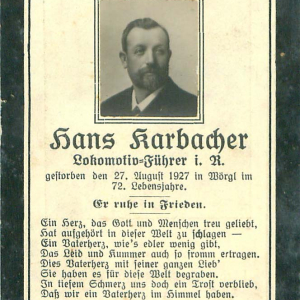 Hans Karbacher
Lokomotiv-Führer i. R.
gestorben den 27. August 1927 in Wörgl im
72. Lebensjahre.
Er ruhe in Frieden.
Ein Herz, das Gott und Menschen treu geliebt,
Hat aufgehört in dieser Welt zu schlagen —
Ein Vaterherz, wie's edler wenig gibt,
Das Leid und Kummer auch so fromm ertragen.
Dies Vaterherz mit seiner ganzen Lieb'
Sie haben es für diese Welt begraben.
In tiefem Schmerz uns doch ein Trost verblieb,
Daß wir ein Vaterherz im Himmel haben.